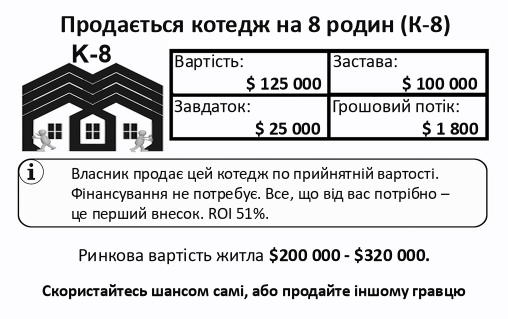 Продається котедж на 8 родин (К-8)
К-8
Вартість:
$ 125 000
Застава:
$ 100 000
Завдаток:
$ 25 000
Грошовий потік:
$ 1 800
i
Власник продає цей котедж по прийнятній вартості.
Фінансування не потребує. Все, що від вас потрібно –
це перший внесок. ROI 51%.
Ринкова вартість житла $200 000 - $320 000.
Скористайтесь шансом самі, або продайте іншому гравцю